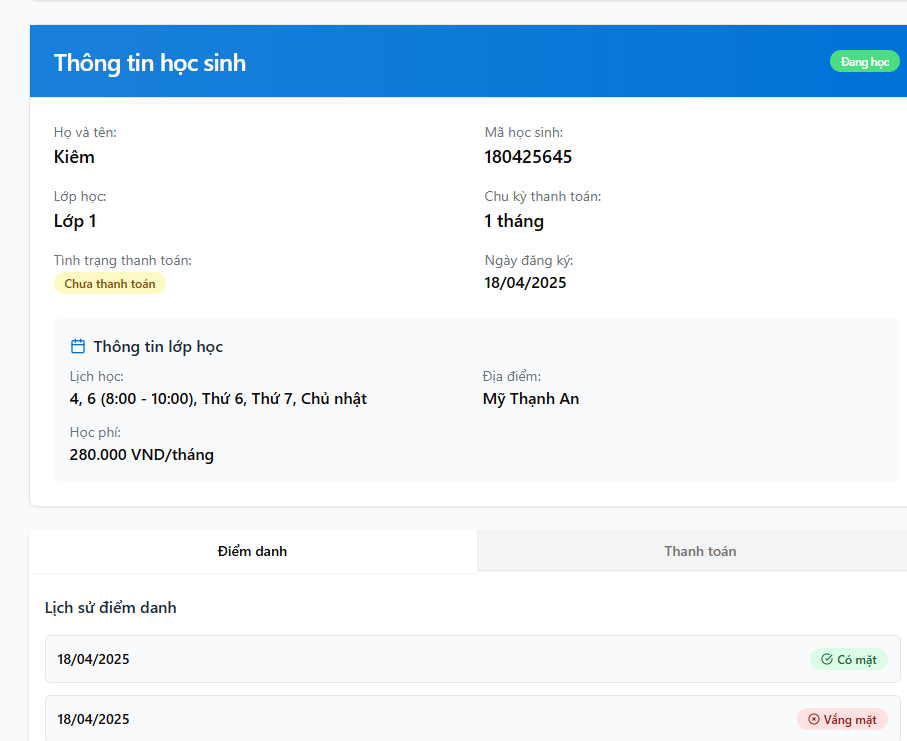 Thông tin học sinh
Đang học
Họ và tên:
Kiêm
Mã học sinh:
180425645
Lớp học:
Lớp 1
Chu kỳ thanh toán:
1 tháng
Tình trạng thanh toán:
Chưa thanh toán
Ngày đăng ký:
18/04/2025
Thông tin lớp học
Lịch học:
4, 6 (8:00 - 10:00), Thứ 6, Thứ 7, Chủ nhật
Địa điểm:
Mỹ Thạnh An
Học phí:
280.000 VND/tháng
Điểm danh
Thanh toán
Lịch sử điểm danh
18/04/2025
Có mặt
18/04/2025
Vắng mặt